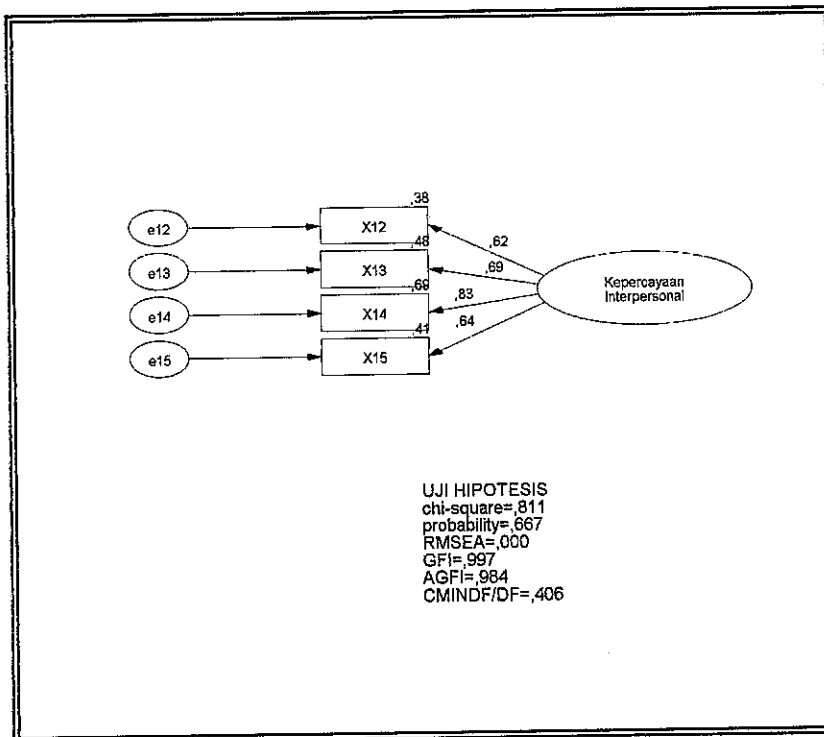 ,38
e12 X12
,62
,48
e13 X13
,69
Kepercayaan
Interpersonal
,69
e14 X14
,83
,41
,64
e15 X15
UJI HIPOTESIS
chi-square=,811
probability=,667
RMSEA=,000
GFI=,997
AGFI=,984
CMINDF/DF=,406